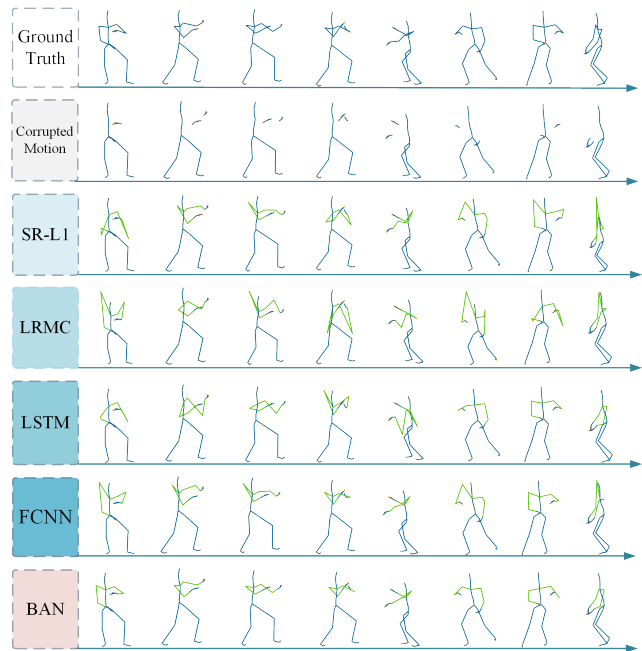 Ground
Truth
Corrupted
Motion
SR-L1
LRMC
LSTM
FCNN
BAN